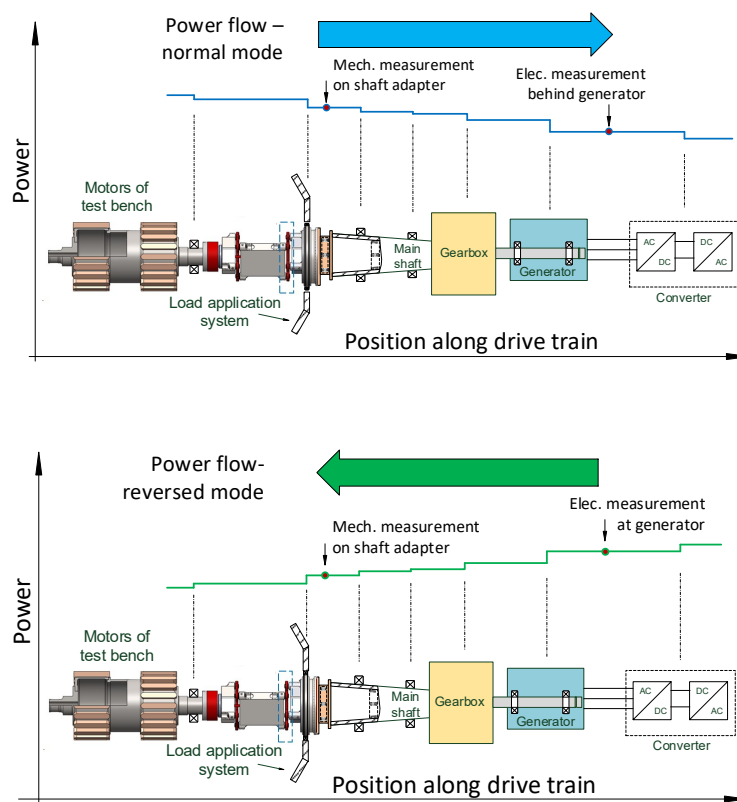 Power flow –
normal mode
Mech. measurement
on shaft adapter
Elec. measurement
behind generator
Power
Motors of
test bench
Main
shaft
Gearbox
Generator
AC
DC
DC
AC
Converter
Load application
system
Position along drive train
Power flow-
reversed mode
Elec. measurement
at generator
Mech. measurement
on shaft adapter
Power
Motors of
test bench
Main
shaft
Gearbox
Generator
AC
DC
DC
AC
Converter
Load application
system
Position along drive train